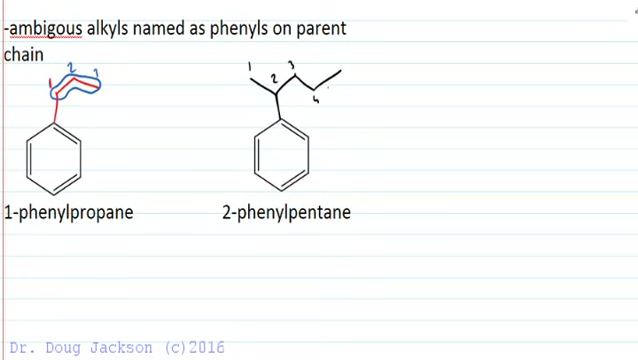 -ambigous alkyls named as phenyls on parent
chain
1 2 3
1 2 3 4
1-phenylpropane
2-phenylpentane
Dr. Doug Jackson (c)2016